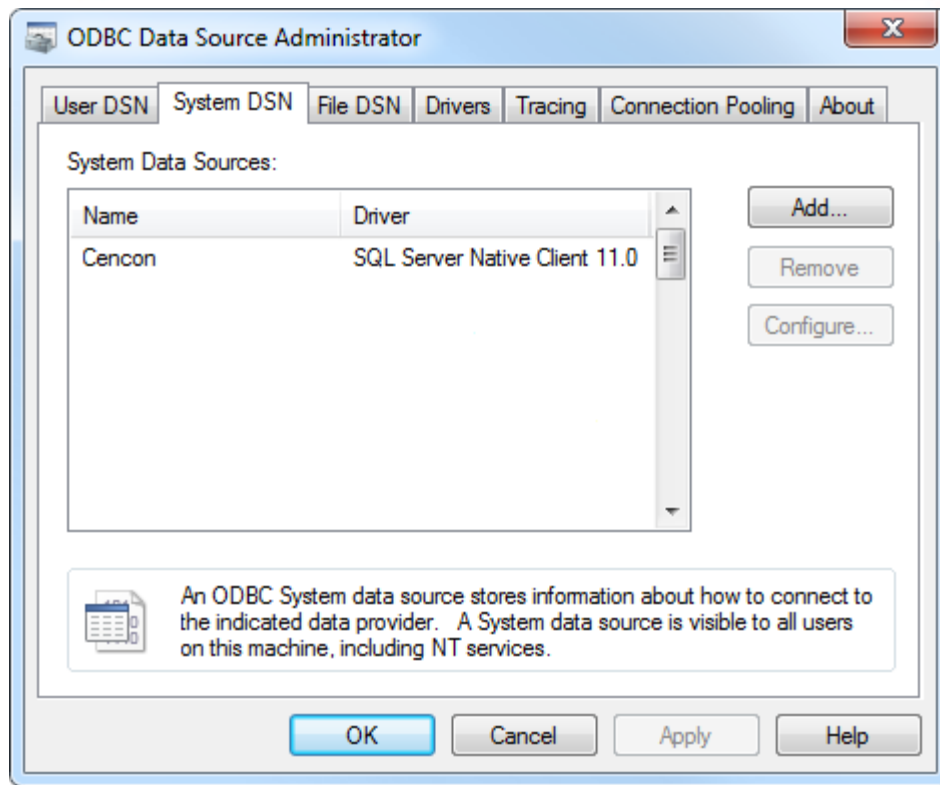 ODBC Data Source Administrator
User DSN System DSN File DSN Drivers Tracing Connection Pooling About
System Data Sources:
Name Driver
Cencon SQL Server Native Client 11.0
Add...
Remove
Configure...
An ODBC System data source stores information about how to connect to
the indicated data provider. A System data source is visible to all users
on this machine, including NT services.
OK Cancel Apply Help